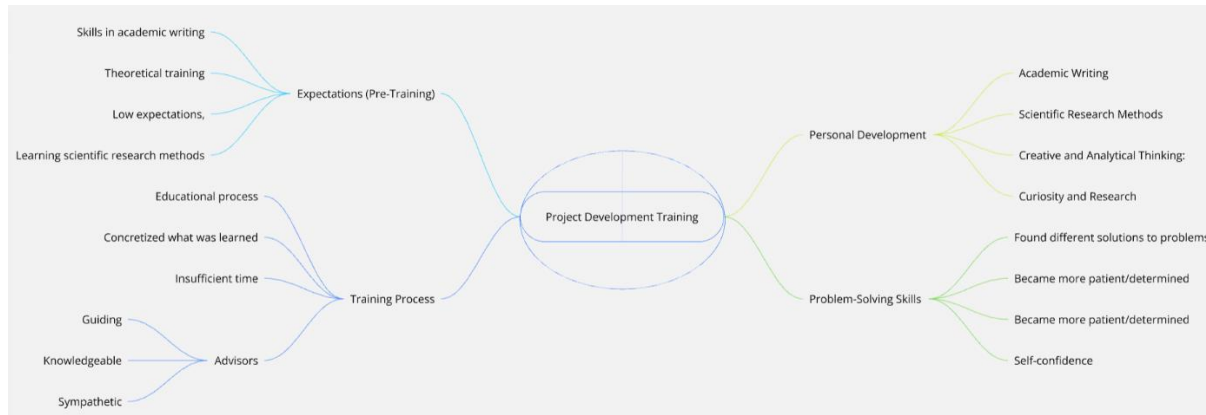 Skills in academic writing
Theoretical training
Low expectations,
Learning scientific research methods
Expectations (Pre-Training)
Educational process
Concretized what was learned
Insufficient time
Guiding
Knowledgeable
Sympathetic
Advisors
Training Process
Project Development Training
Personal Development
Academic Writing
Scientific Research Methods
Creative and Analytical Thinking:
Curiosity and Research
Problem-Solving Skills
Found different solutions to problems
Became more patient/determined
Became more patient/determined
Self-confidence